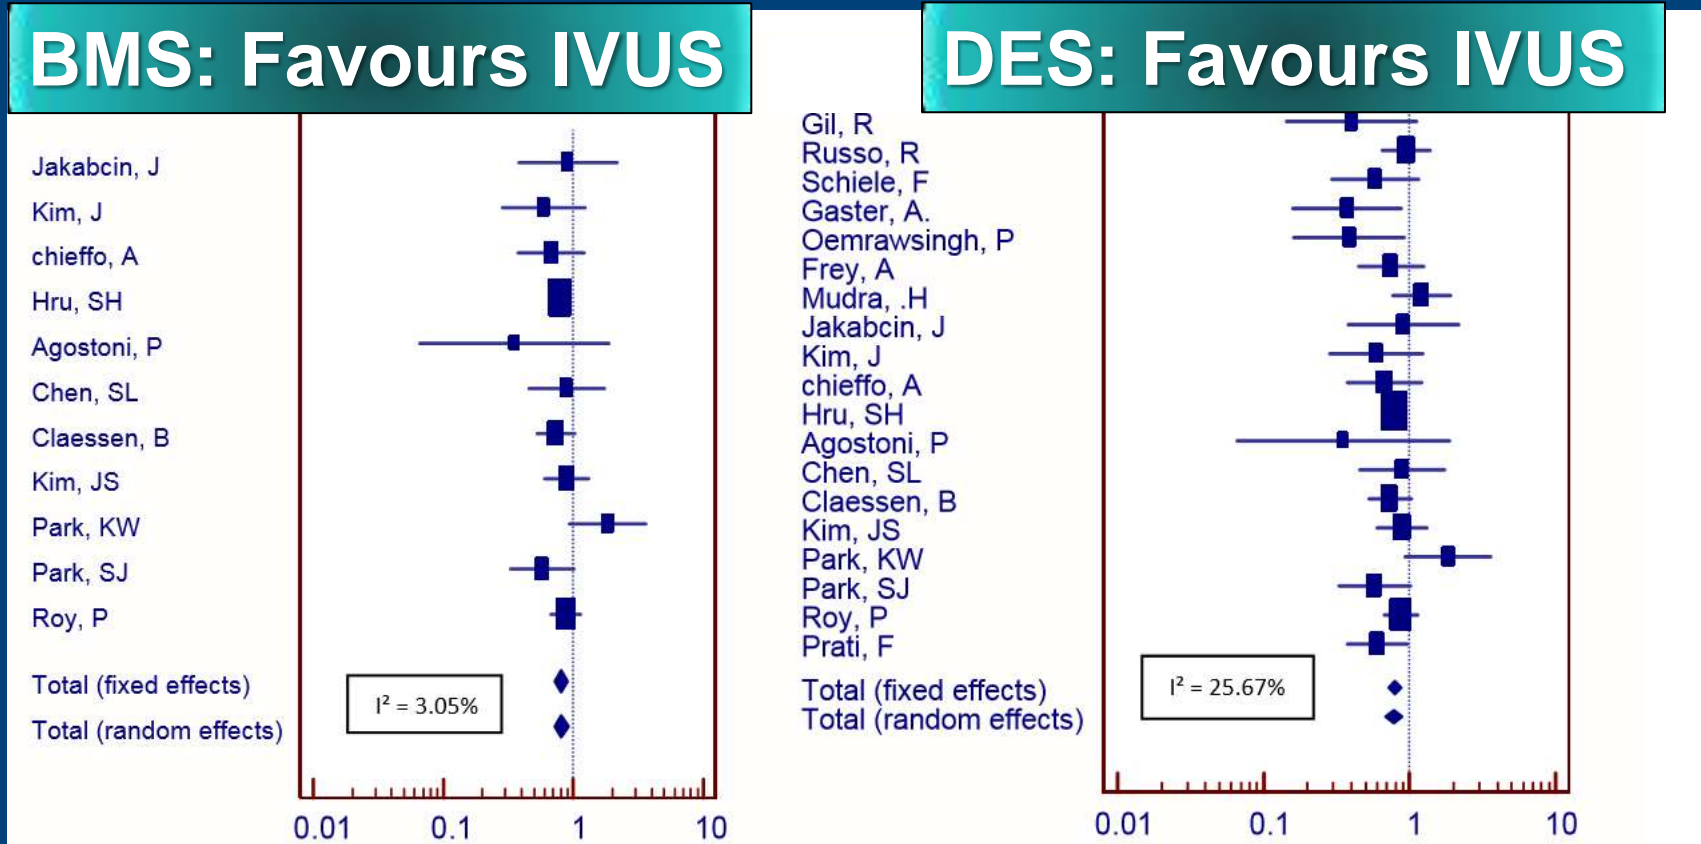 BMS: Favours IVUS
Jakabcin, J
Kim, J
chieffo, A
Hru, SH
Agostoni, P
Chen, SL
Claessen, B
Kim, JS
Park, KW
Park, SJ
Roy, P
Total (fixed effects)
Total (random effects)
I² = 3.05%
0.01 0.1 1 10
DES: Favours IVUS
Gil, R
Russo, R
Schiele, F
Gaster, A.
Oemrawsingh, P
Frey, A
Mudra, .H
Jakabcin, J
Kim, J
chieffo, A
Hru, SH
Agostoni, P
Chen, SL
Claessen, B
Kim, JS
Park, KW
Park, SJ
Roy, P
Prati, F
Total (fixed effects)
Total (random effects)
I² = 25.67%
0.01 0.1 1 10